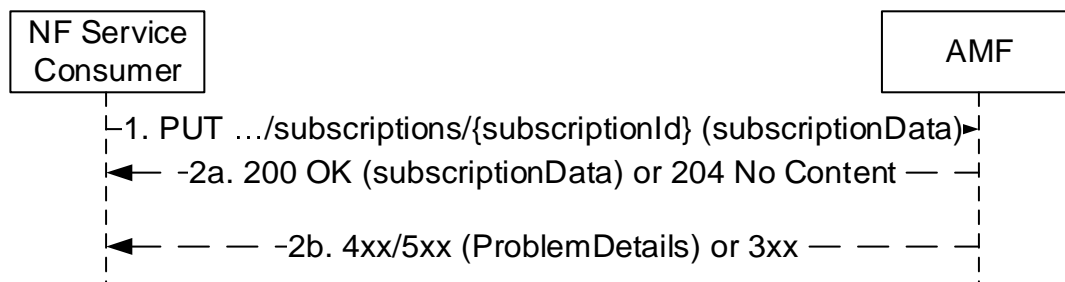 NF Service
Consumer
AMF
1. PUT …/subscriptions/{subscriptionId} (subscriptionData)
2a. 200 OK (subscriptionData) or 204 No Content
2b. 4xx/5xx (ProblemDetails) or 3xx